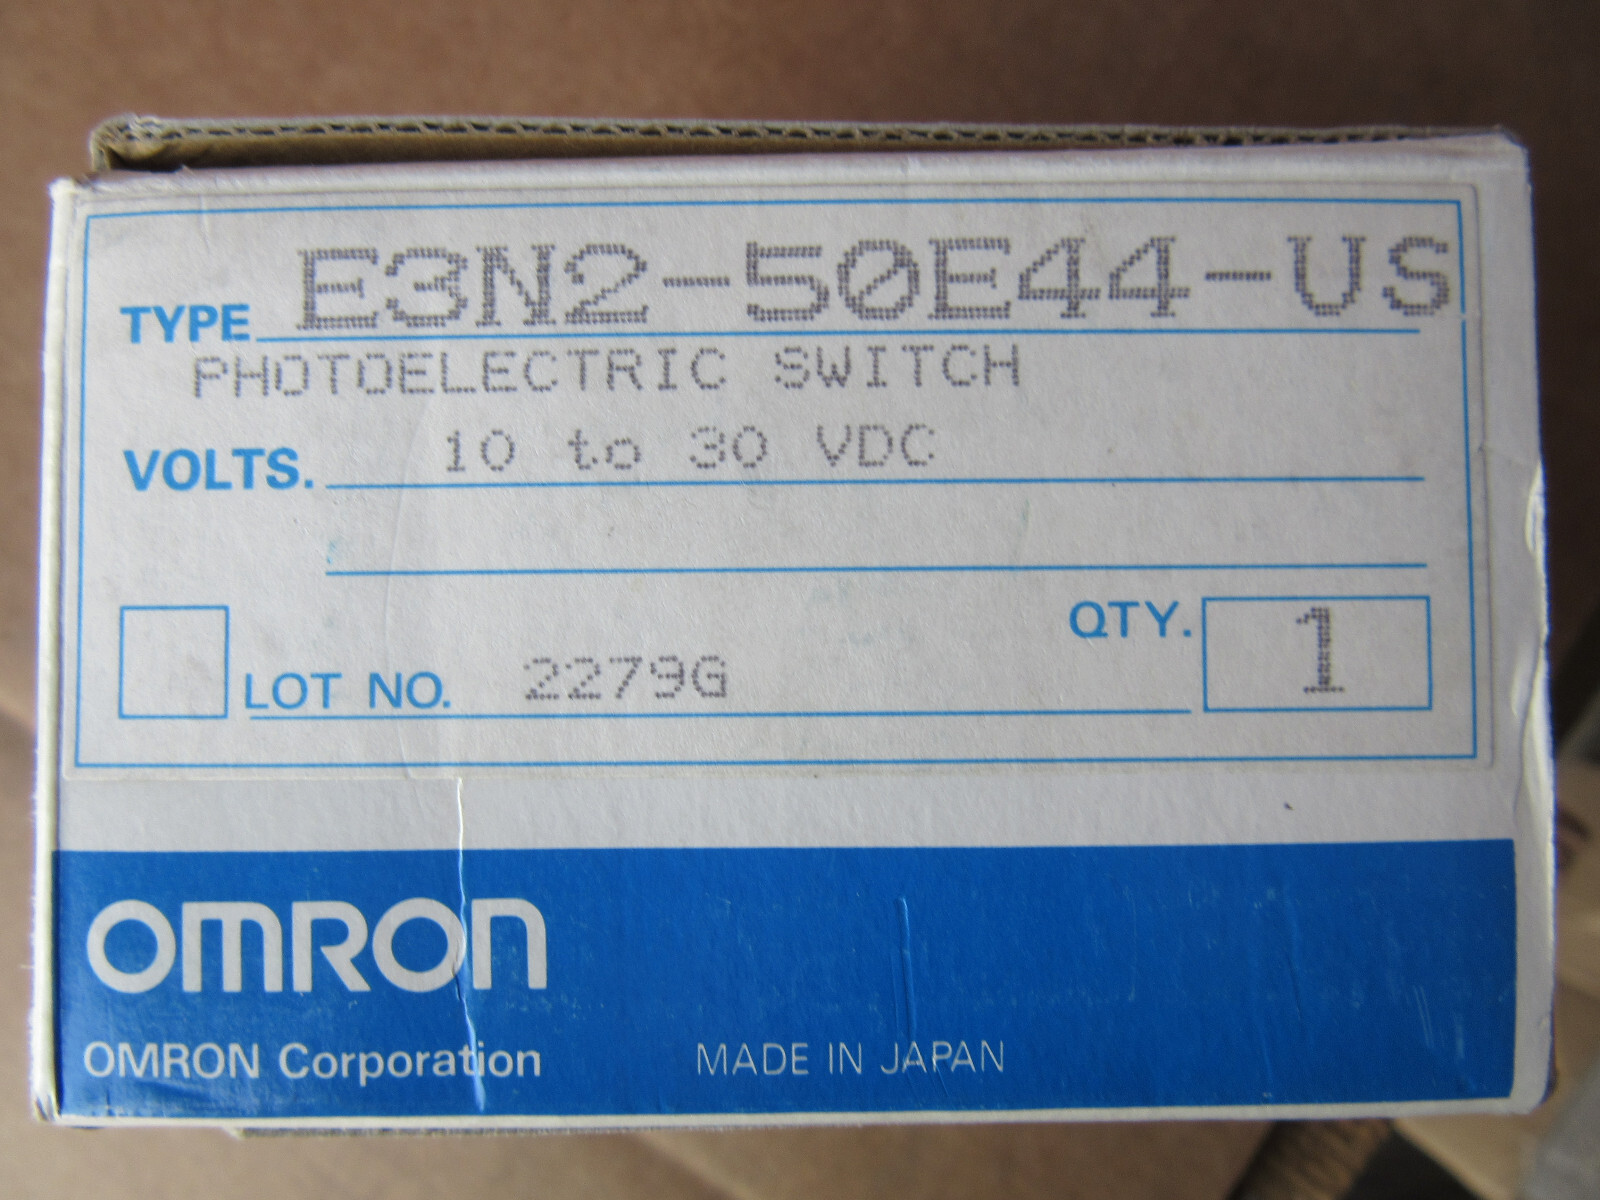 TYPE E3N2-50E44-US
PHOTOELECTRIC SWITCH
VOLTS. 10 to 30 VDC
QTY. 1
LOT NO. 2279G
OMRON
OMRON Corporation MADE IN JAPAN